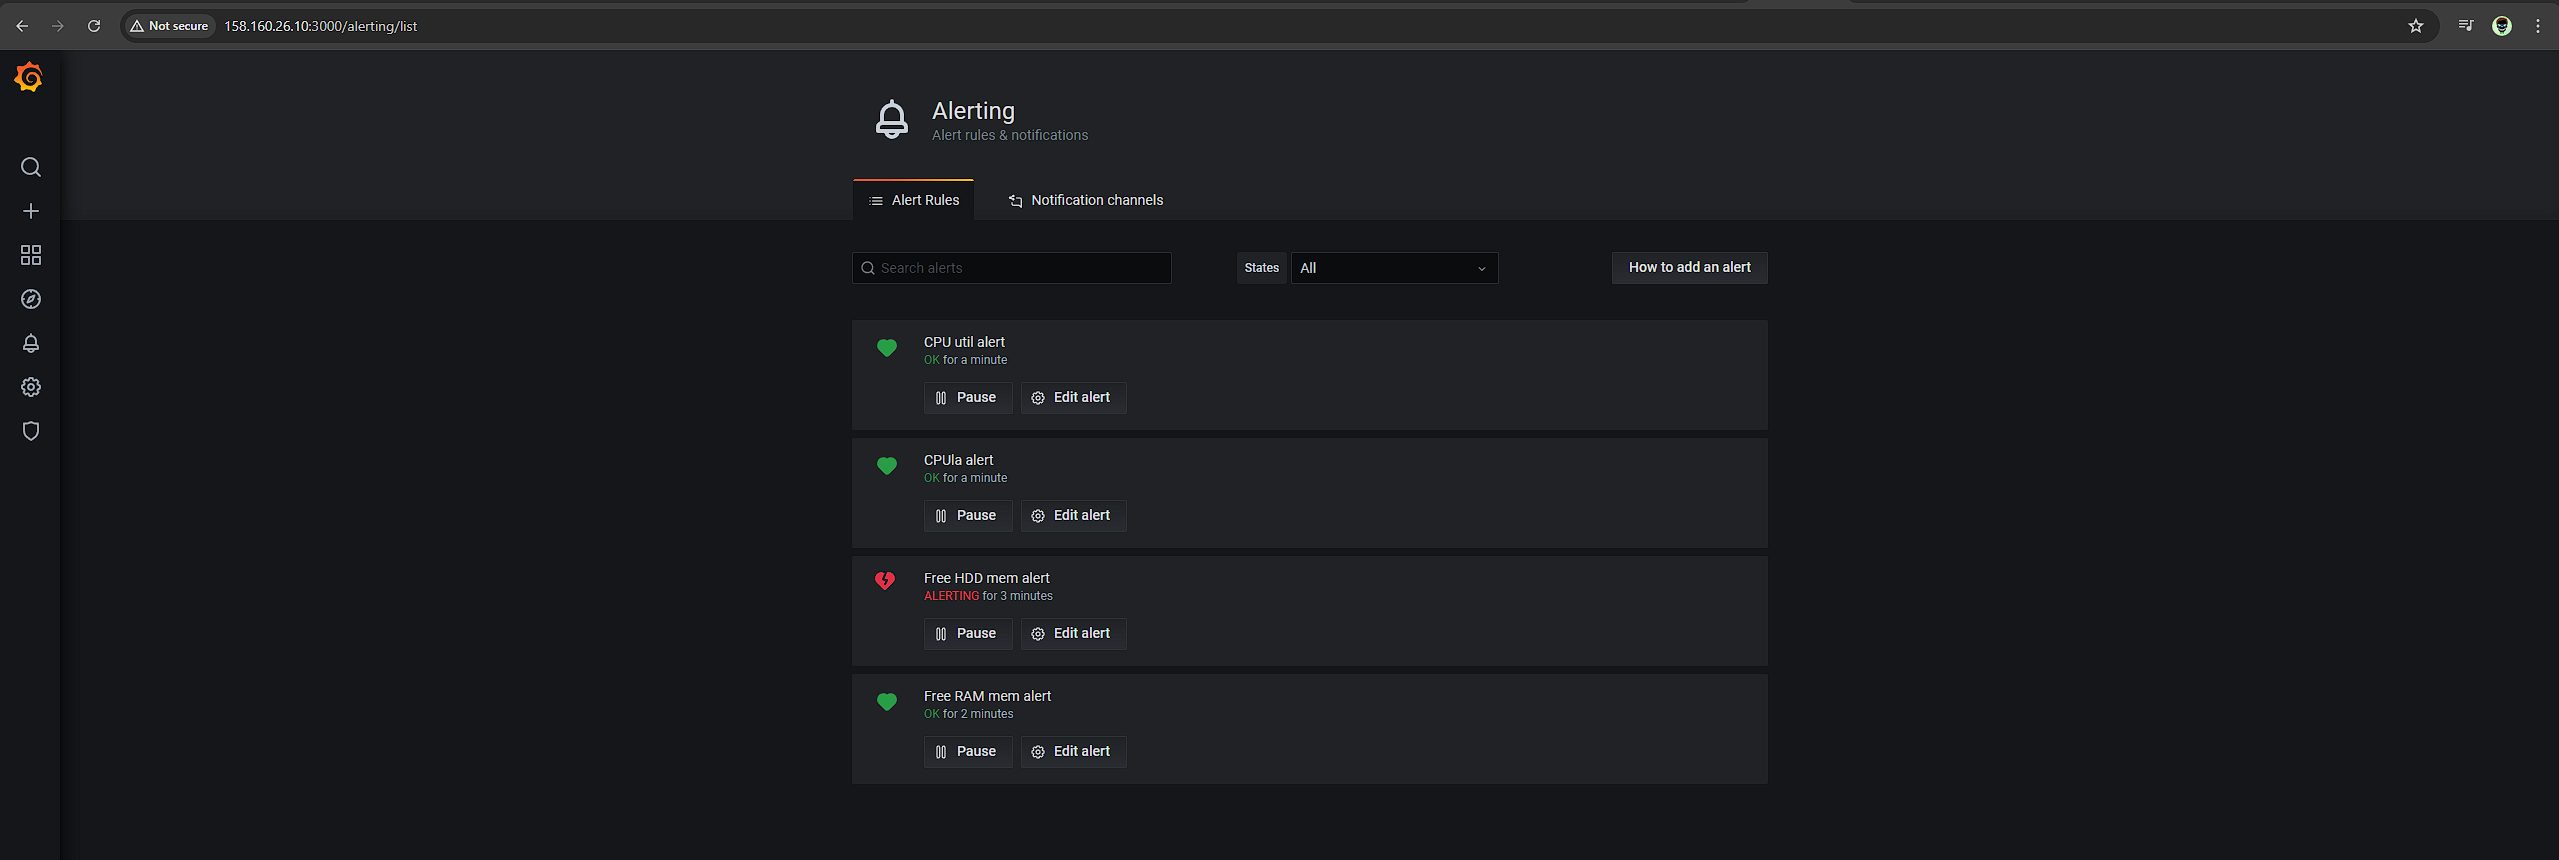 Not secure 158.160.26.10:3000/alerting/list
Alerting
Alert rules & notifications
Alert Rules Notification channels
Search alerts States All How to add an alert
CPU util alert
OK for a minute
Pause Edit alert
CPUla alert
OK for a minute
Pause Edit alert
Free HDD mem alert
ALERTING for 3 minutes
Pause Edit alert
Free RAM mem alert
OK for 2 minutes
Pause Edit alert